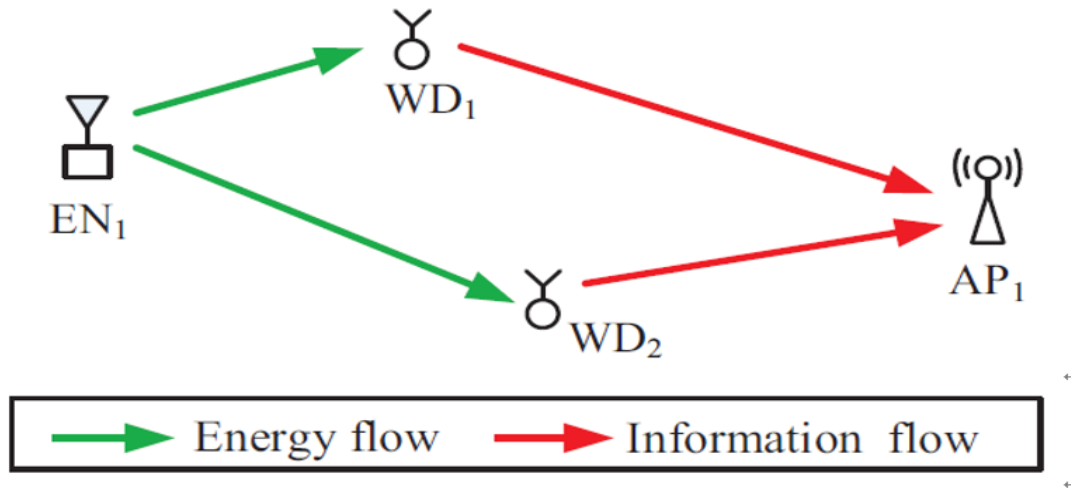 WD₁
EN₁
AP₁
WD₂
Energy flow
Information flow